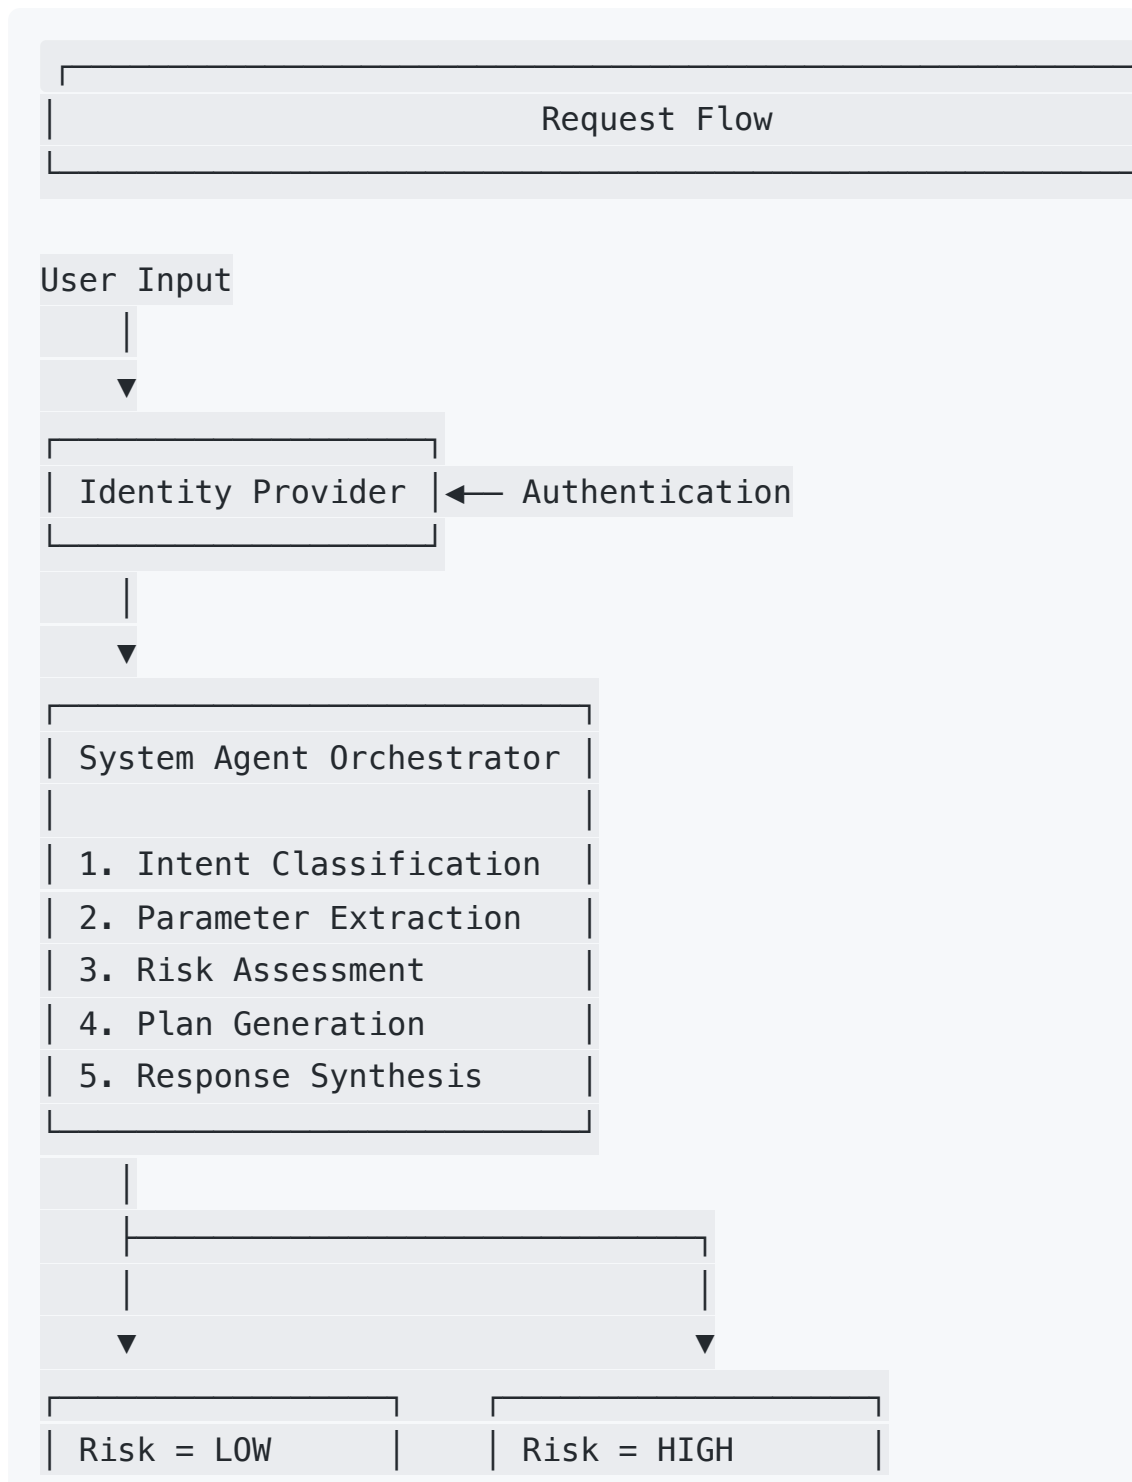 Request Flow
User Input
Identity Provider Authentication
System Agent Orchestrator
1. Intent Classification
2. Parameter Extraction
3. Risk Assessment
4. Plan Generation
5. Response Synthesis
Risk = LOW Risk = HIGH